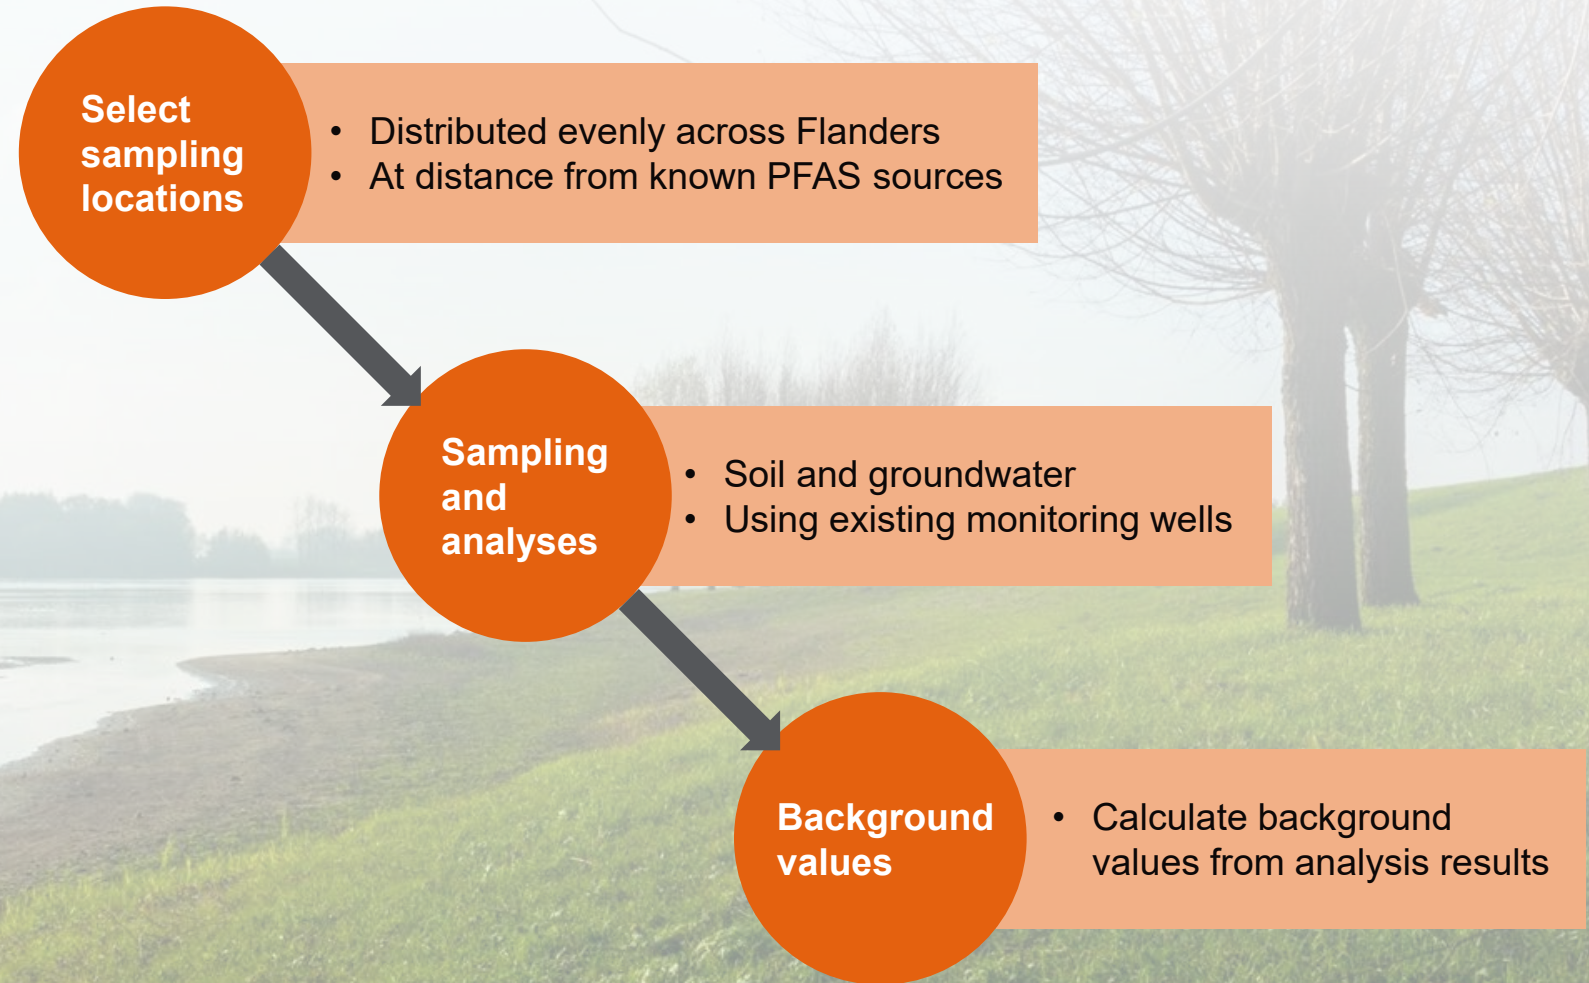 Select
sampling
locations
• Distributed evenly across Flanders
• At distance from known PFAS sources
Sampling
and
analyses
• Soil and groundwater
• Using existing monitoring wells
Background
values
• Calculate background
values from analysis results